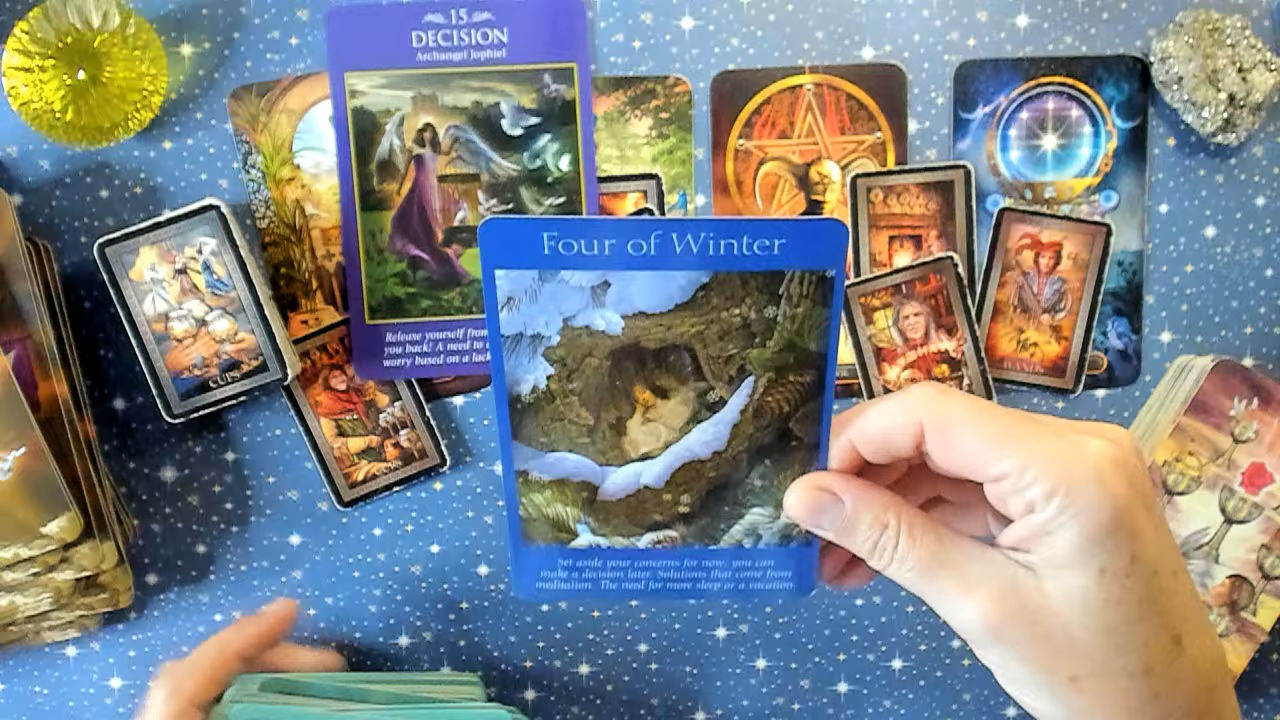 15
DECISION
Archangel Jophiel
Release yourself from
you back! A need to
worry based on a lack
Four of Winter
Set aside your concerns for now, you can
make a decision later. Solutions that come from
meditation. The need for more sleep or a vacation.
CUPS
WANDS